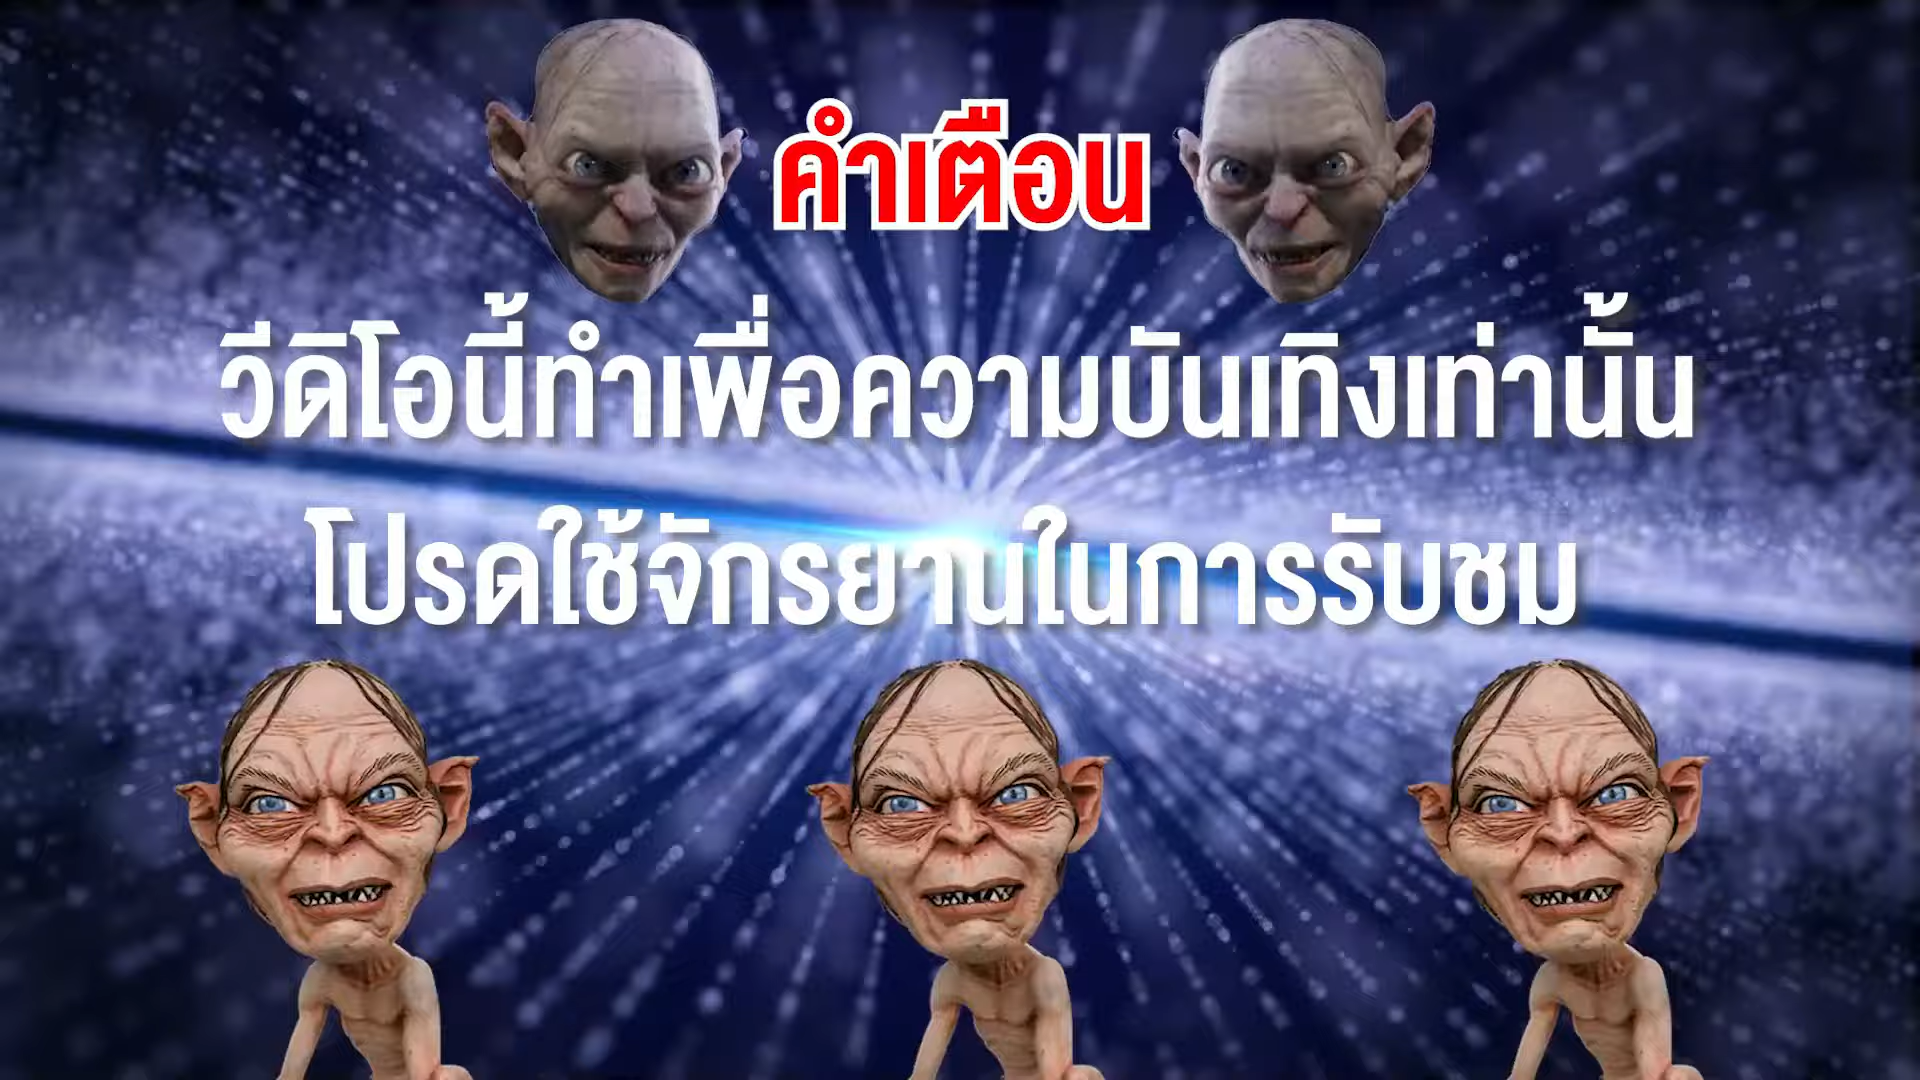 คำเตือน
วีดิโอนี้ทำเพื่อความบันเทิงเท่านั้น
โปรดใช้จักรยานในการรับชม